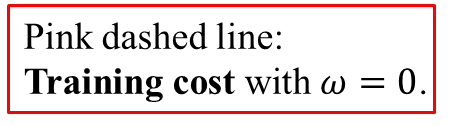 Pink dashed line:
Training cost with ω = 0.